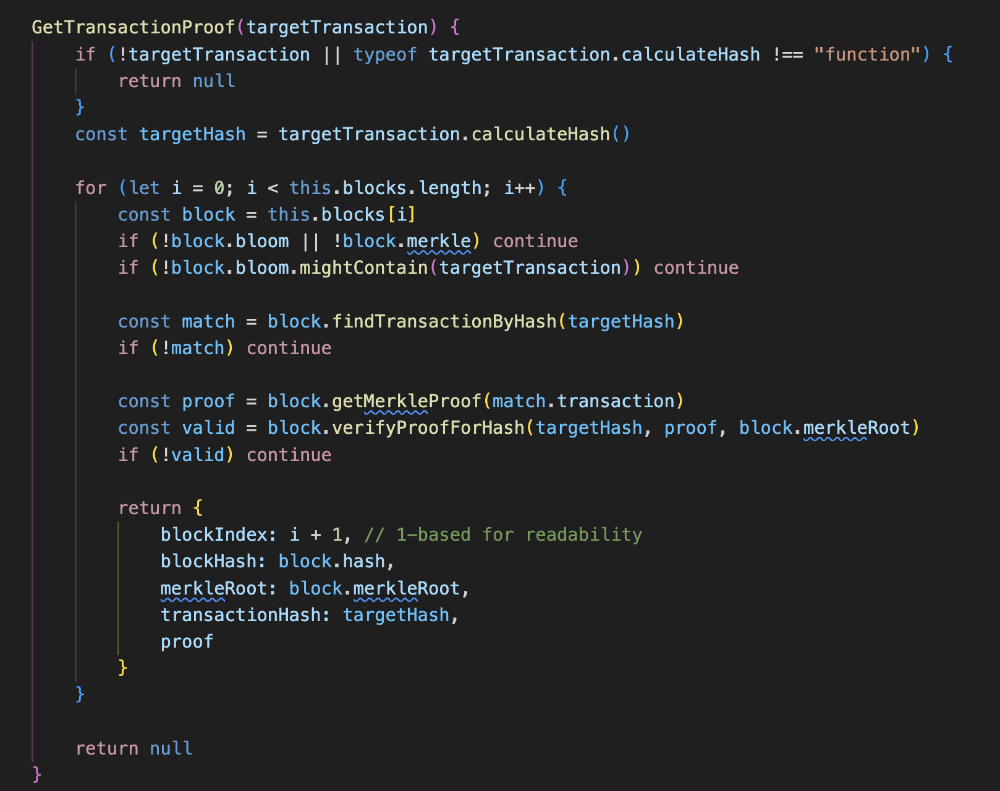 GetTransactionProof(targetTransaction) {
    if (!targetTransaction || typeof targetTransaction.calculateHash !== "function") {
        return null
    }
    const targetHash = targetTransaction.calculateHash()

    for (let i = 0; i < this.blocks.length; i++) {
        const block = this.blocks[i]
        if (!block.bloom || !block.merkle) continue
        if (!block.bloom.mightContain(targetTransaction)) continue

        const match = block.findTransactionByHash(targetHash)
        if (!match) continue

        const proof = block.getMerkleProof(match.transaction)
        const valid = block.verifyProofForHash(targetHash, proof, block.merkleRoot)
        if (!valid) continue

        return {
            blockIndex: i + 1, // 1-based for readability
            blockHash: block.hash,
            merkleRoot: block.merkleRoot,
            transactionHash: targetHash,
            proof
        }
    }

    return null
}